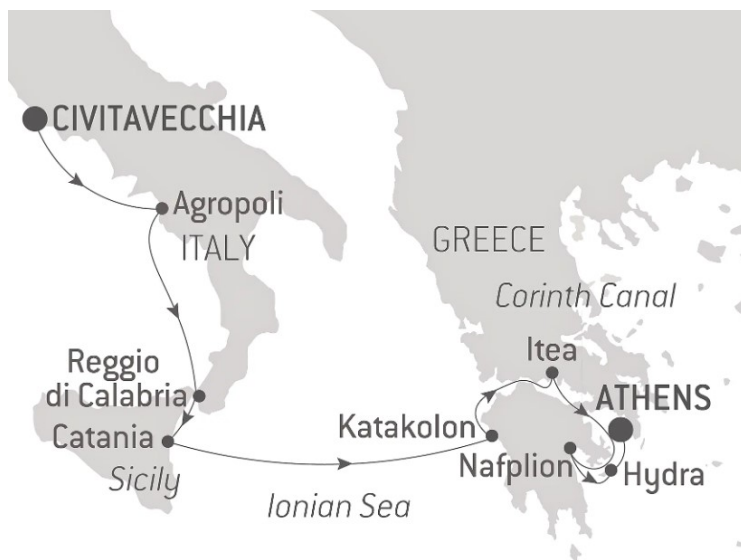 CIVITAVECCHIA
Agropoli
ITALY
GREECE
Corinth Canal
Itea
Reggio
di Calabria
ATHENS
Catania
Katakolon
Nafplion
Hydra
Sicily
Ionian Sea